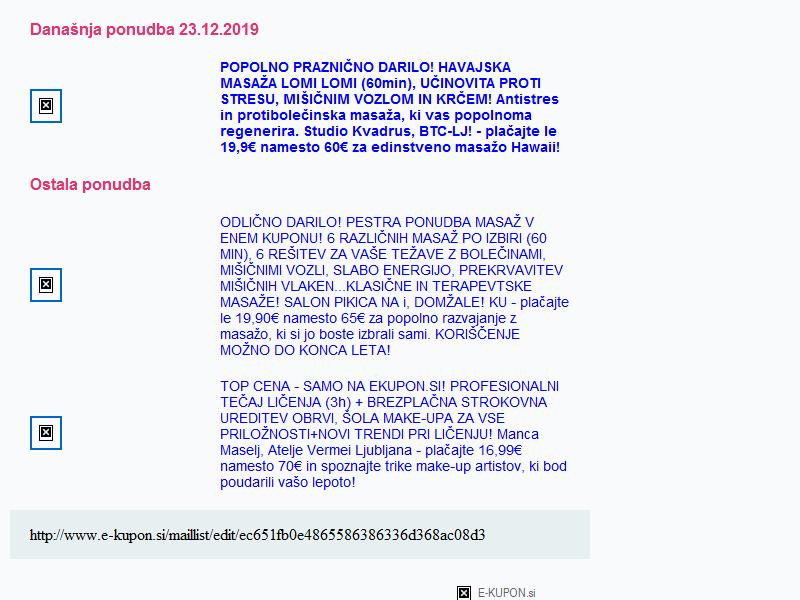 Današnja ponudba 23.12.2019
POPOLNO PRAZNIČNO DARILO! HAVAJSKA
MASAŽA LOMI LOMI (60min), UČINOVITA PROTI
STRESU, MIŠIČNIM VOZLOM IN KRČEM! Antistres
in protibolečinska masaža, ki vas popolnoma
regenerira. Studio Kvadrus, BTC-LJ! - plačajte le
19,9€ namesto 60€ za edinstveno masažo Hawaii!
Ostala ponudba
ODLIČNO DARILO! PESTRA PONUDBA MASAŽ V
ENEM KUPONU! 6 RAZLIČNIH MASAŽ PO IZBIRI (60
MIN), 6 REŠITEV ZA VAŠE TEŽAVE Z BOLEČINAMI,
MIŠIČNIMI VOZLI, SLABO ENERGIJO, PREKRVAVITEV
MIŠIČNIH VLAKEN...KLASIČNE IN TERAPEVTSKE
MASAŽE! SALON PIKICA NA i, DOMŽALE! KU - plačajte
le 19,90€ namesto 65€ za popolno razvajanje z
masažo, ki si jo boste izbrali sami. KORIŠČENJE
MOŽNO DO KONCA LETA!
TOP CENA - SAMO NA EKUPON.SI! PROFESIONALNI
TEČAJ LIČENJA (3h) + BREZPLAČNA STROKOVNA
UREDITEV OBRVI, ŠOLA MAKE-UPA ZA VSE
PRILOŽNOSTI+NOVI TRENDI PRI LIČENJU! Manca
Maselj, Atelje Vermei Ljubljana - plačajte 16,99€
namesto 70€ in spoznajte trike make-up artistov, ki bod
poudarili vašo lepoto!
http://www.e-kupon.si/maillist/edit/ec651fb0e4865586386336d368ac08d3
E-KUPON.si